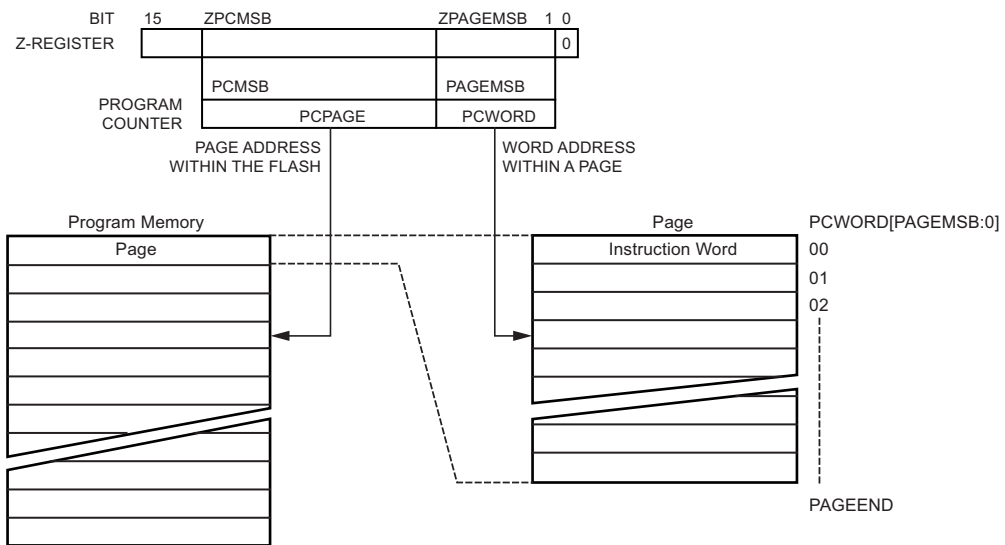 BIT 15 ZPCMSB ZPAGEMSB 1 0
Z-REGISTER 0
PCMSB PAGEMSB
PROGRAM
COUNTER
PCPAGE PCWORD
PAGE ADDRESS
WITHIN THE FLASH
WORD ADDRESS
WITHIN A PAGE
Program Memory
Page
Page
Instruction Word
PCWORD[PAGEMSB:0]
00
01
02
PAGEEND